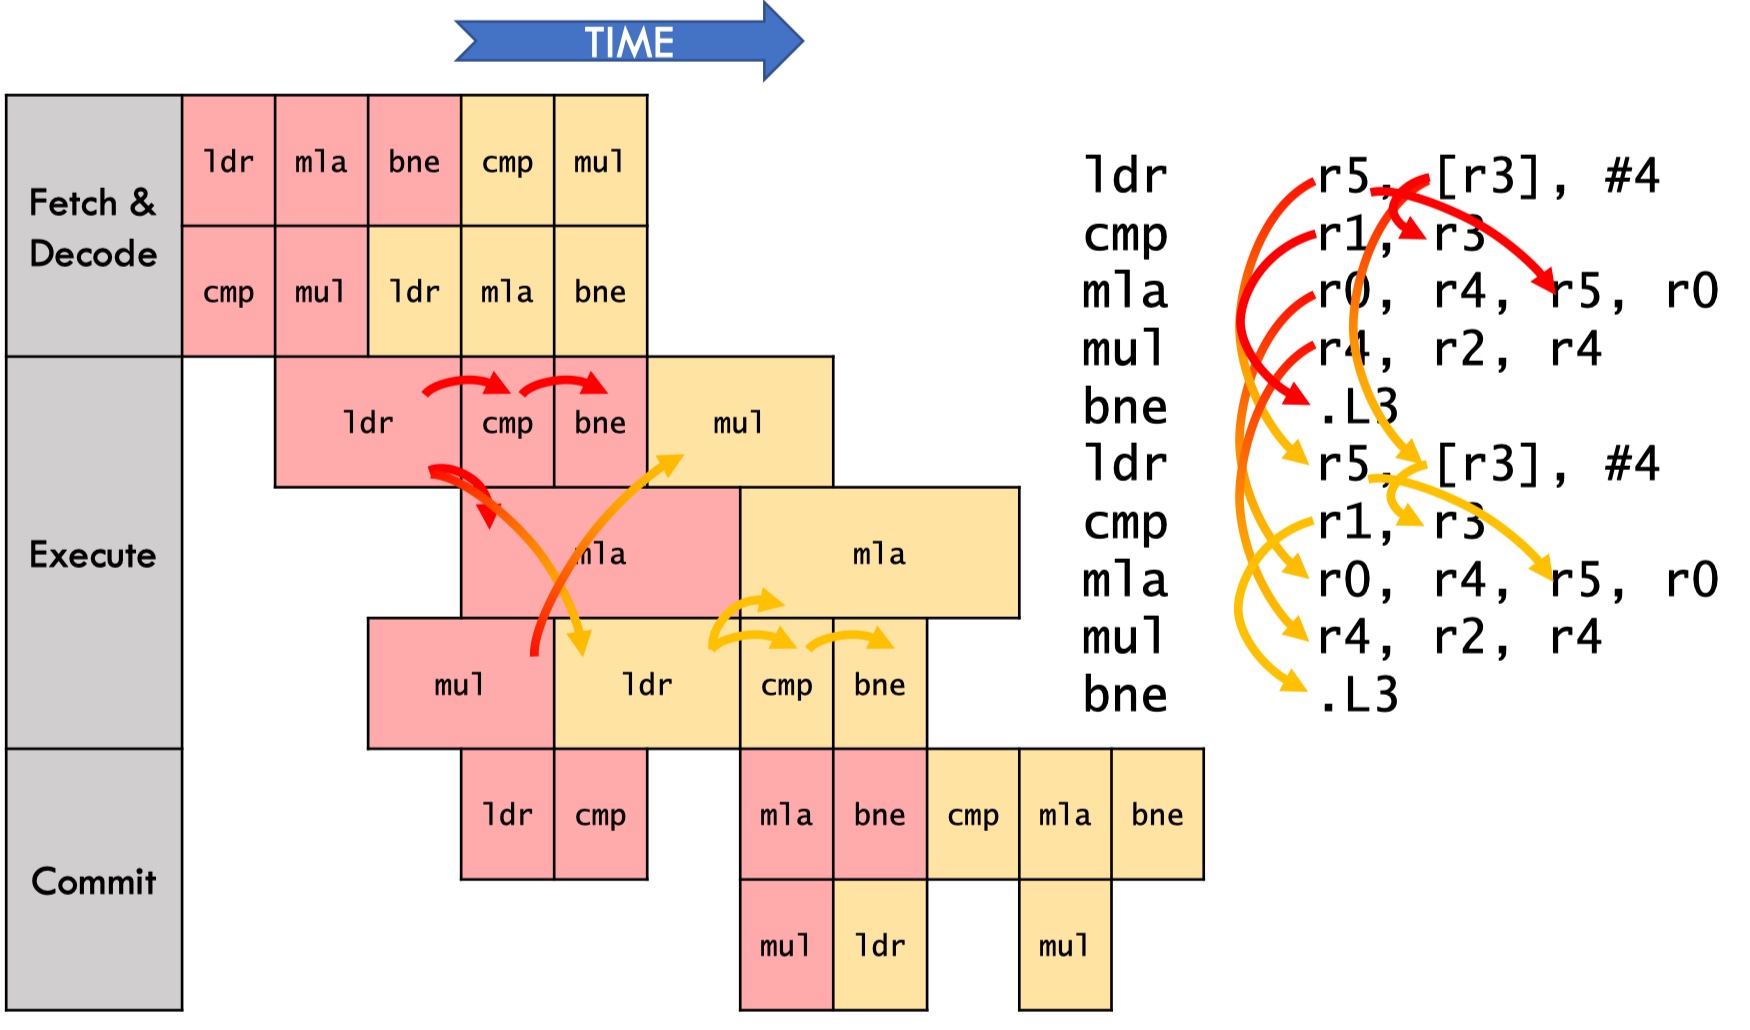 TIME
Fetch &
Decode
ldr mla bne cmp mul
cmp mul ldr mla bne
Execute
ldr cmp bne mul
mla mla
mul ldr cmp bne
Commit
ldr cmp mla bne cmp mla bne
mul ldr mul
ldr r5, [r3], #4
cmp r1, r3
mla r0, r4, r5, r0
mul r4, r2, r4
bne .L3
ldr r5, [r3], #4
cmp r1, r3
mla r0, r4, r5, r0
mul r4, r2, r4
bne .L3